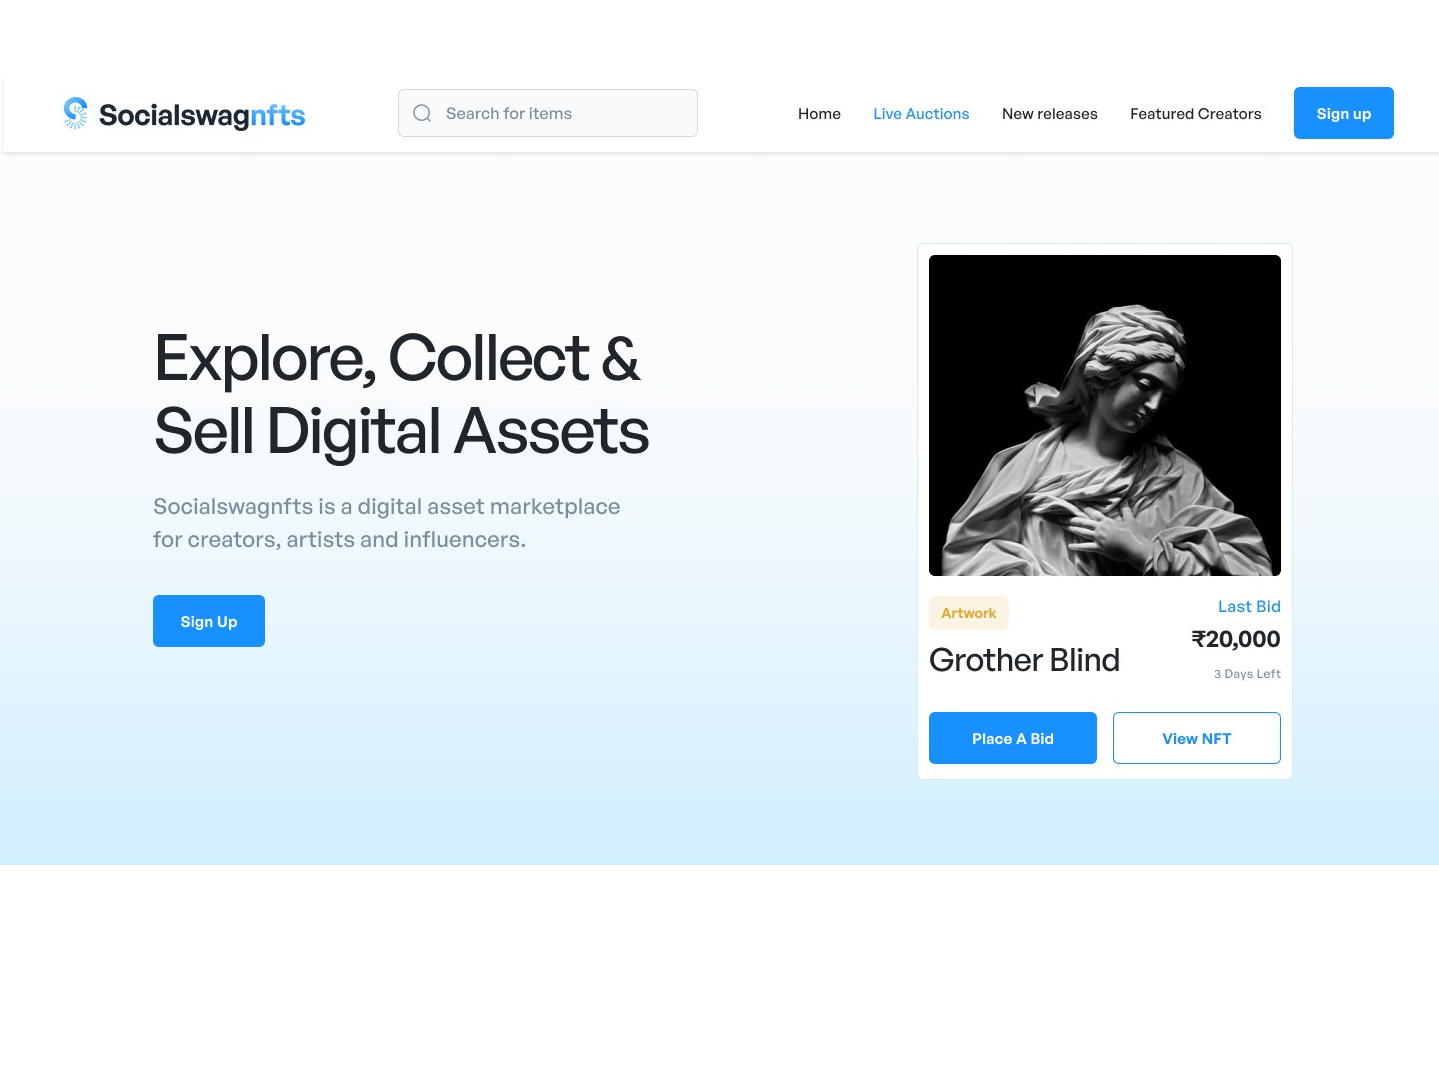 Socialswagnfts
Search for items
Home
Live Auctions
New releases
Featured Creators
Sign up
Explore, Collect &
Sell Digital Assets
Socialswagnfts is a digital asset marketplace
for creators, artists and influencers.
Sign Up
Artwork
Grother Blind
Last Bid
₹20,000
3 Days Left
Place A Bid
View NFT